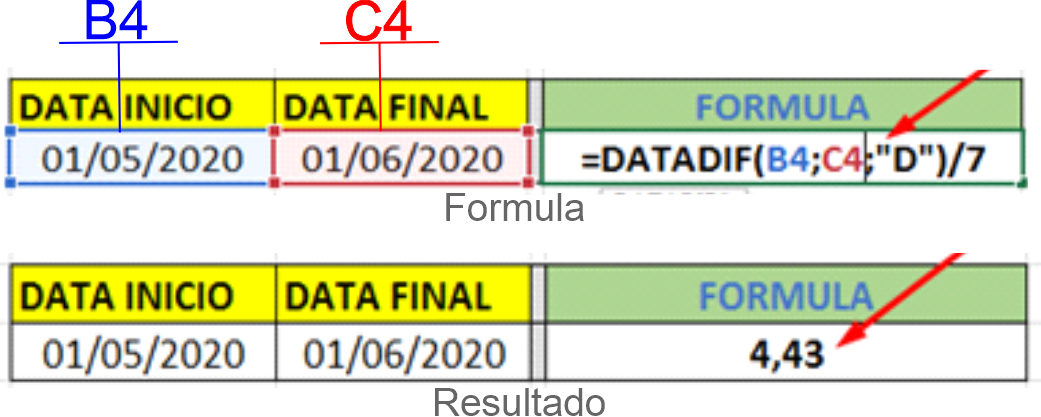 B4 C4
DATA INICIO DATA FINAL FORMULA
01/05/2020 01/06/2020 =DATADIF(B4;C4;"D")/7
Formula
DATA INICIO DATA FINAL FORMULA
01/05/2020 01/06/2020 4,43
Resultado